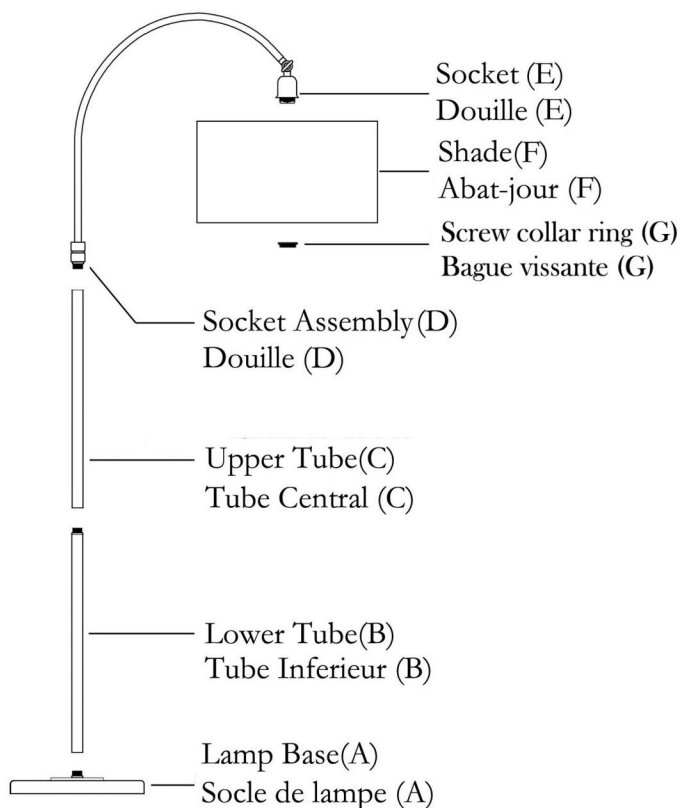 Socket (E)
Douille (E)
Shade(F)
Abat-jour (F)
Screw collar ring (G)
Bague vissante (G)
Socket Assembly(D)
Douille (D)
Upper Tube(C)
Tube Central (C)
Lower Tube(B)
Tube Inferieur (B)
Lamp Base(A)
Socle de lampe (A)